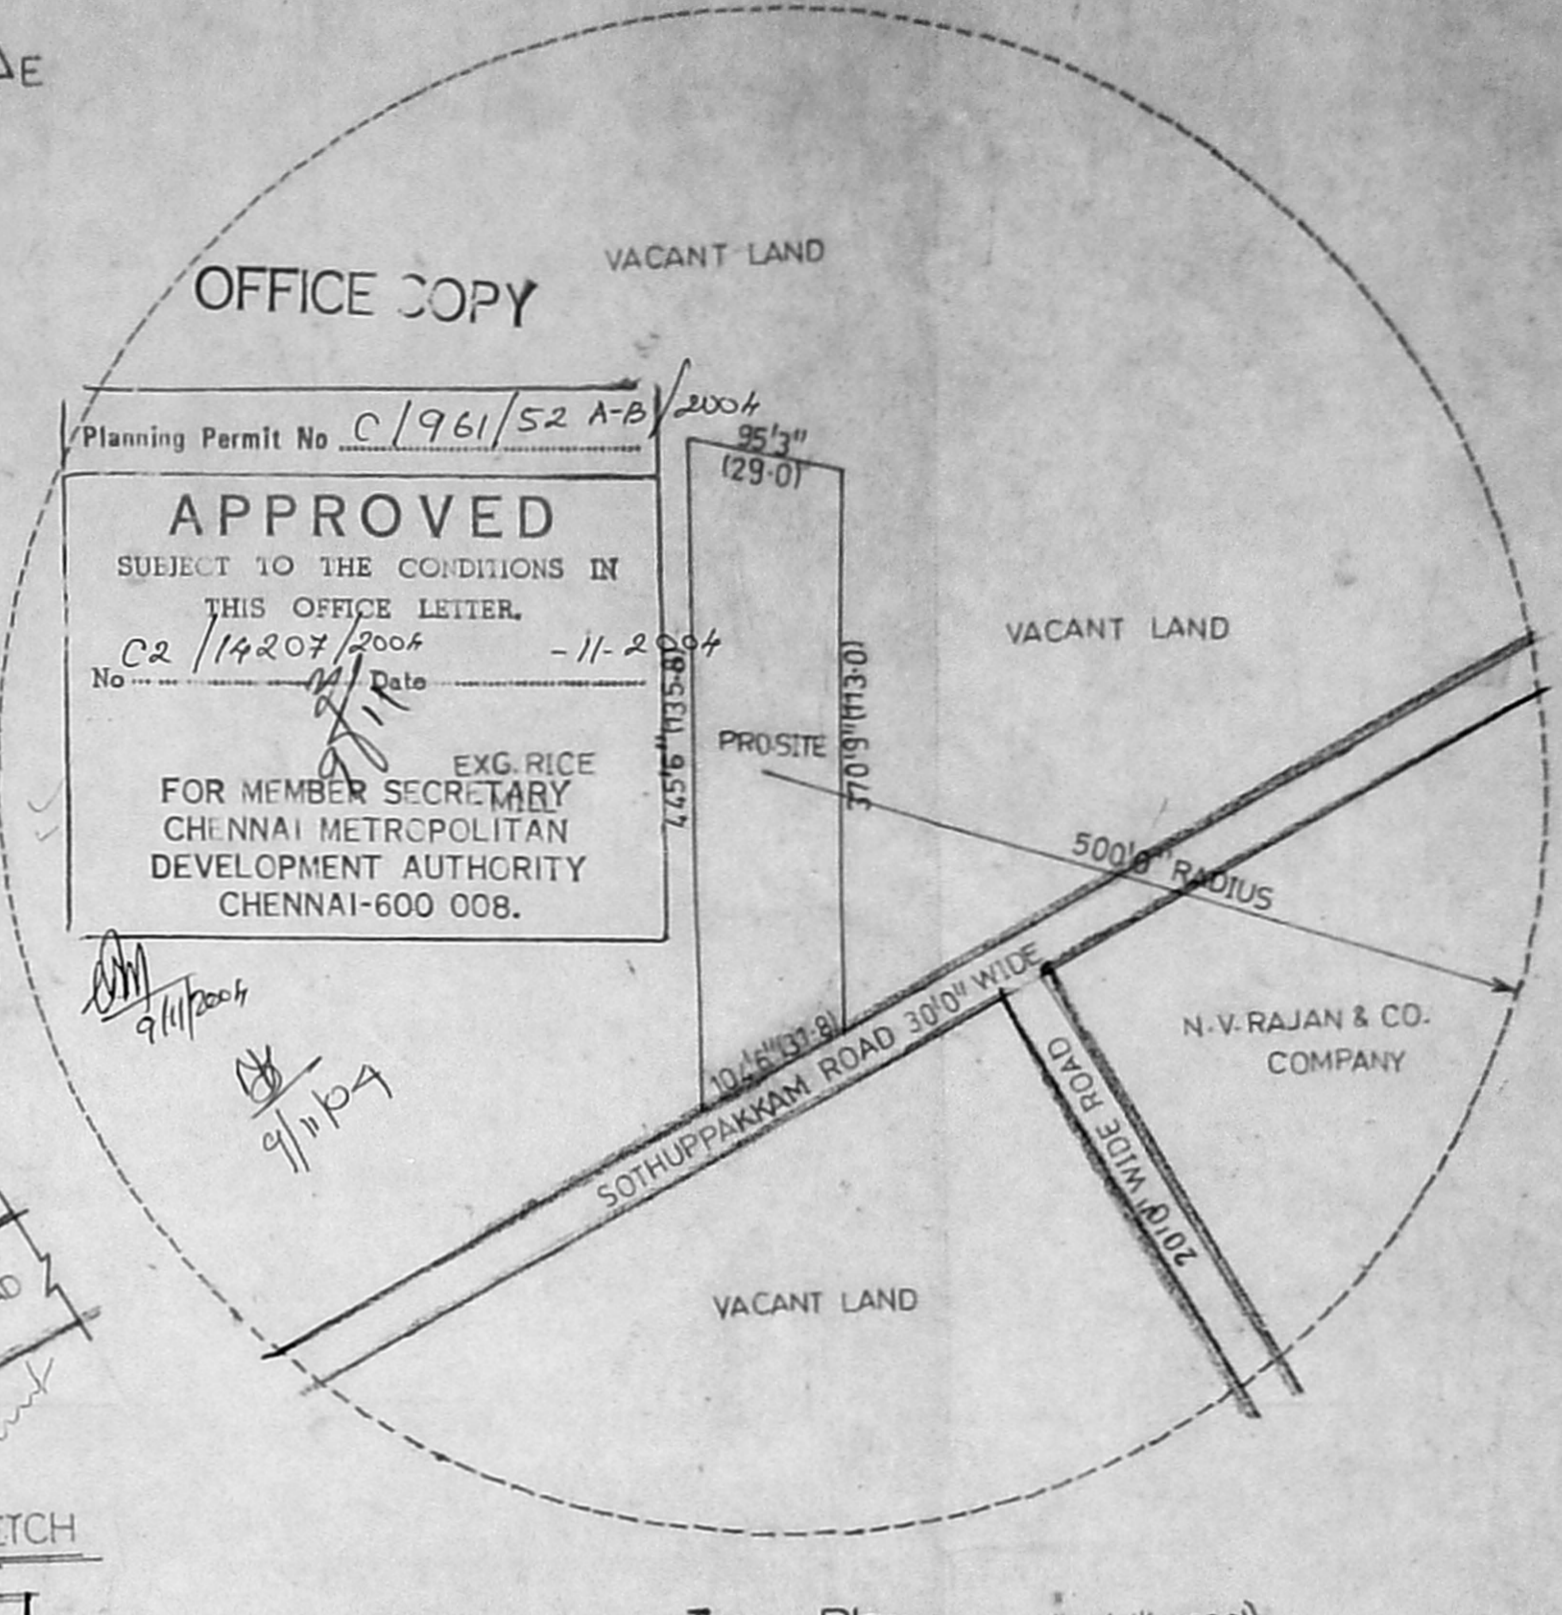 E
VACANT LAND
OFFICE COPY
Planning Permit No C/961/52 A-B/2004
95'3"
(29·0)
APPROVED
SUBJECT TO THE CONDITIONS IN
THIS OFFICE LETTER.
C2/14207/2004 -11-2004
No Date
445'6" (135·8)
370'9" (113·0)
VACANT LAND
PRO.SITE
EXG. RICE
MILL
FOR MEMBER SECRETARY
CHENNAI METROPOLITAN
DEVELOPMENT AUTHORITY
CHENNAI-600 008.
500'0" RADIUS
9/11/2004
9/11/04
104'6" (31·8)
SOTHUPPAKKAM ROAD 30'0" WIDE
N.V.RAJAN & CO.
COMPANY
20'0" WIDE ROAD
VACANT LAND
ETCH